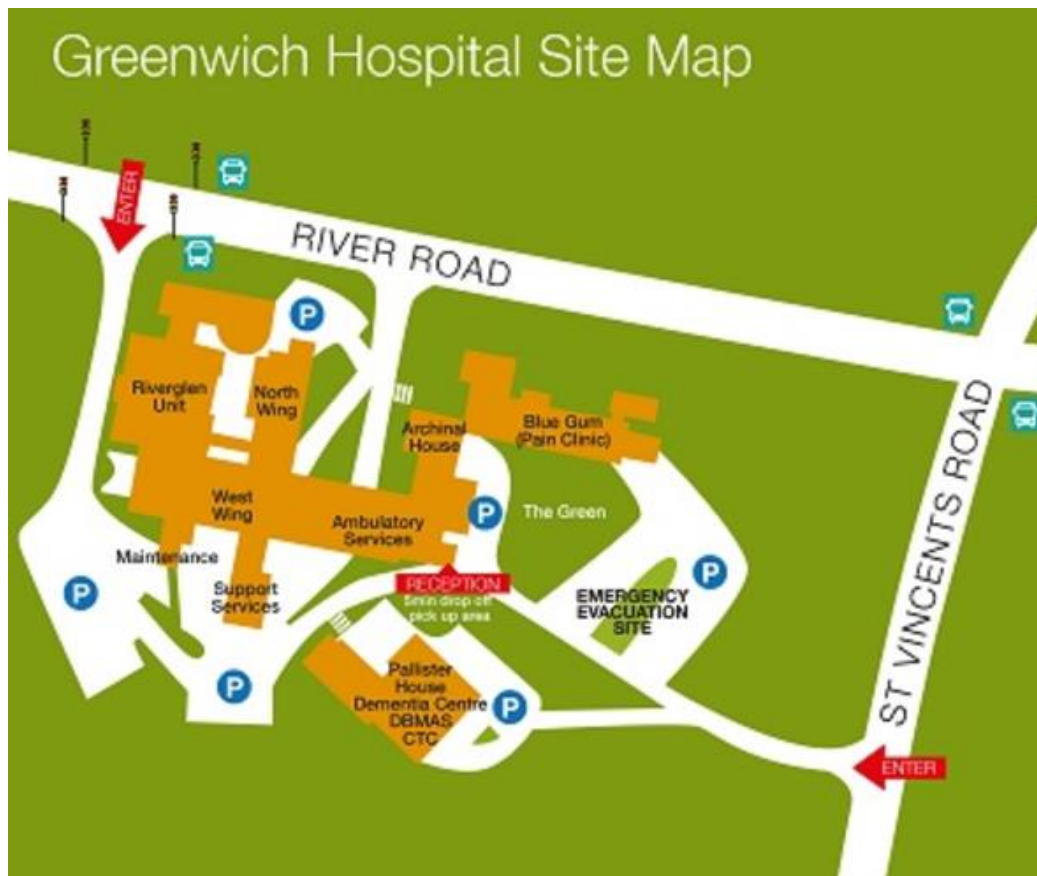 Greenwich Hospital Site Map
ENTER
RIVER ROAD
P
Riverglen
Unit
North
Wing
Archinal
House
Blue Gum
(Pain Clinic)
ST VINCENTS ROAD
West
Wing
Ambulatory
Services
P
The Green
Maintenance
P
Support
Services
RECEPTION
5min drop off
pick up area
EMERGENCY
EVACUATION
SITE
P
P
Pallister
House
Dementia Centre
DBMAS
CTC
P
ENTER